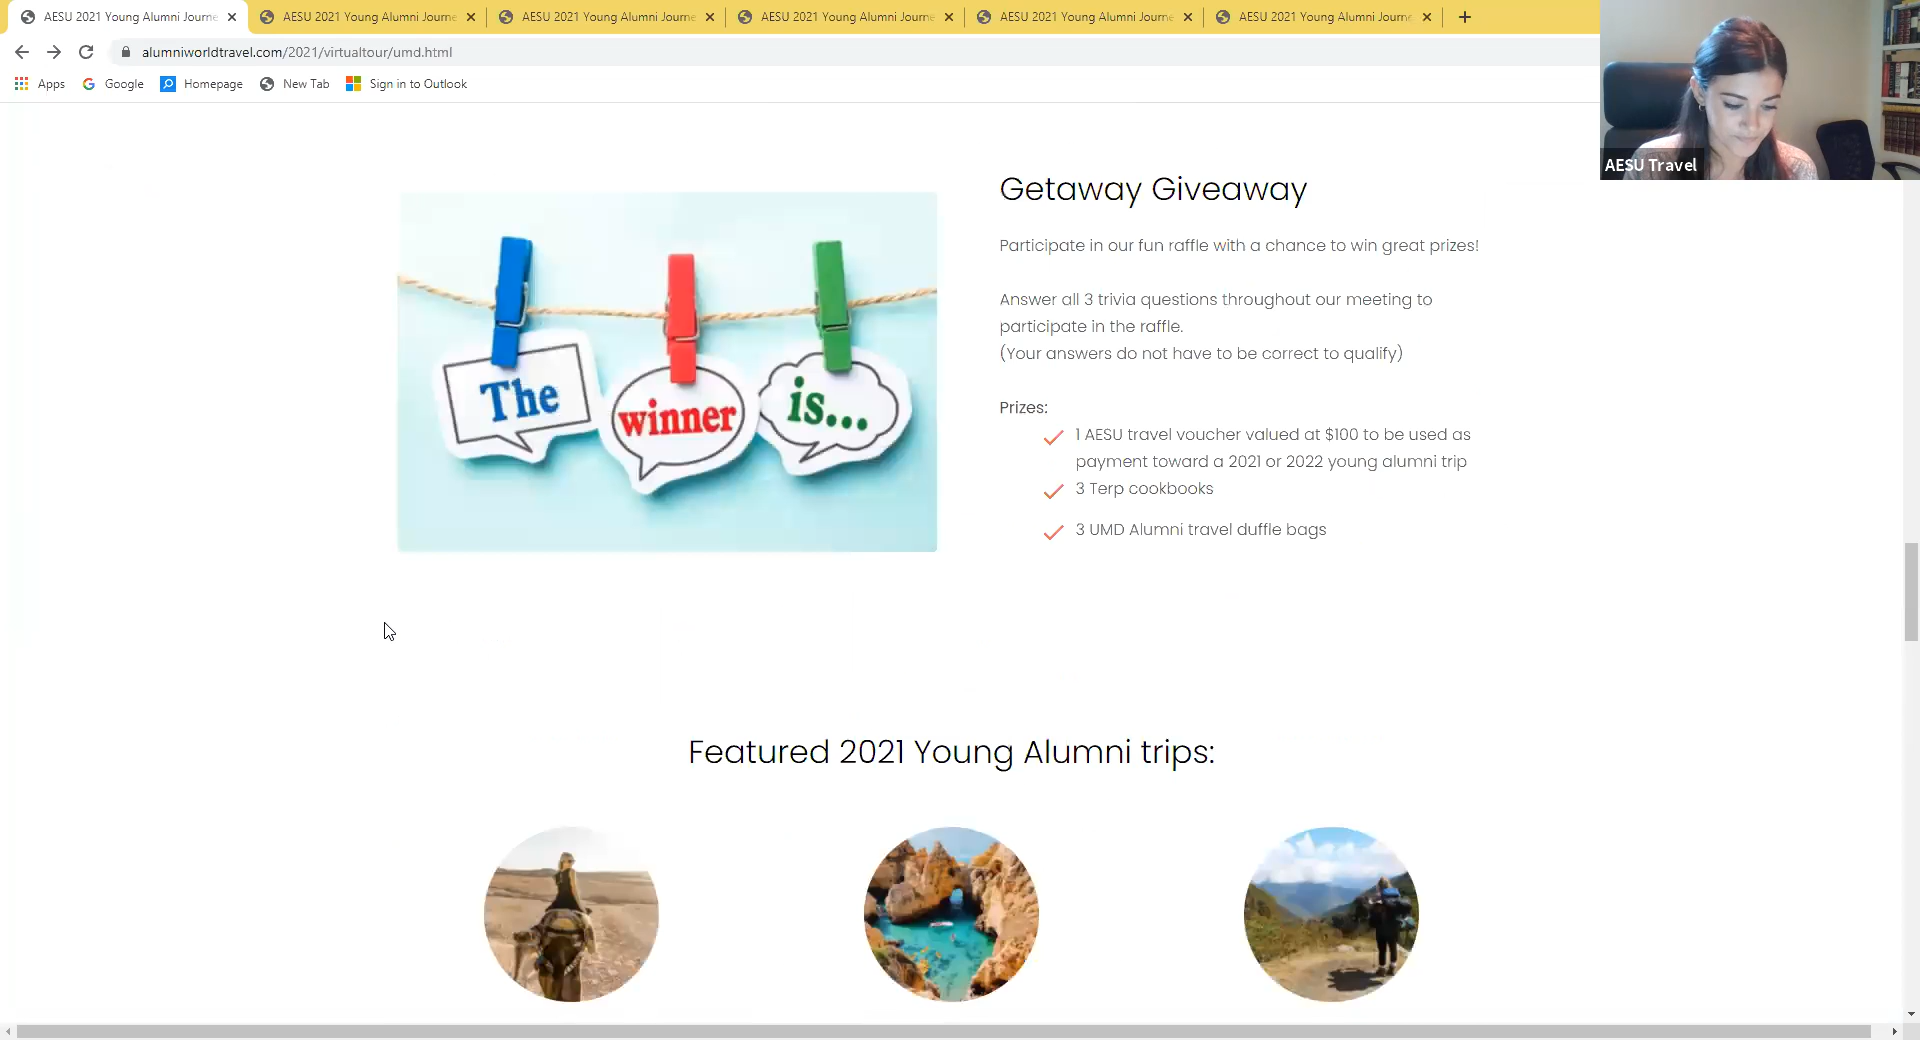 AESU 2021 Young Alumni Journe
AESU 2021 Young Alumni Journe
AESU 2021 Young Alumni Journe
AESU 2021 Young Alumni Journe
AESU 2021 Young Alumni Journe
AESU 2021 Young Alumni Journe
alumniworldtravel.com/2021/virtualtour/umd.html
Apps
Google
Homepage
New Tab
Sign in to Outlook
AESU Travel
The
winner
is...
Getaway Giveaway
Participate in our fun raffle with a chance to win great prizes!
Answer all 3 trivia questions throughout our meeting to
participate in the raffle.
(Your answers do not have to be correct to qualify)
Prizes:
1 AESU travel voucher valued at $100 to be used as
payment toward a 2021 or 2022 young alumni trip
3 Terp cookbooks
3 UMD Alumni travel duffle bags
Featured 2021 Young Alumni trips: